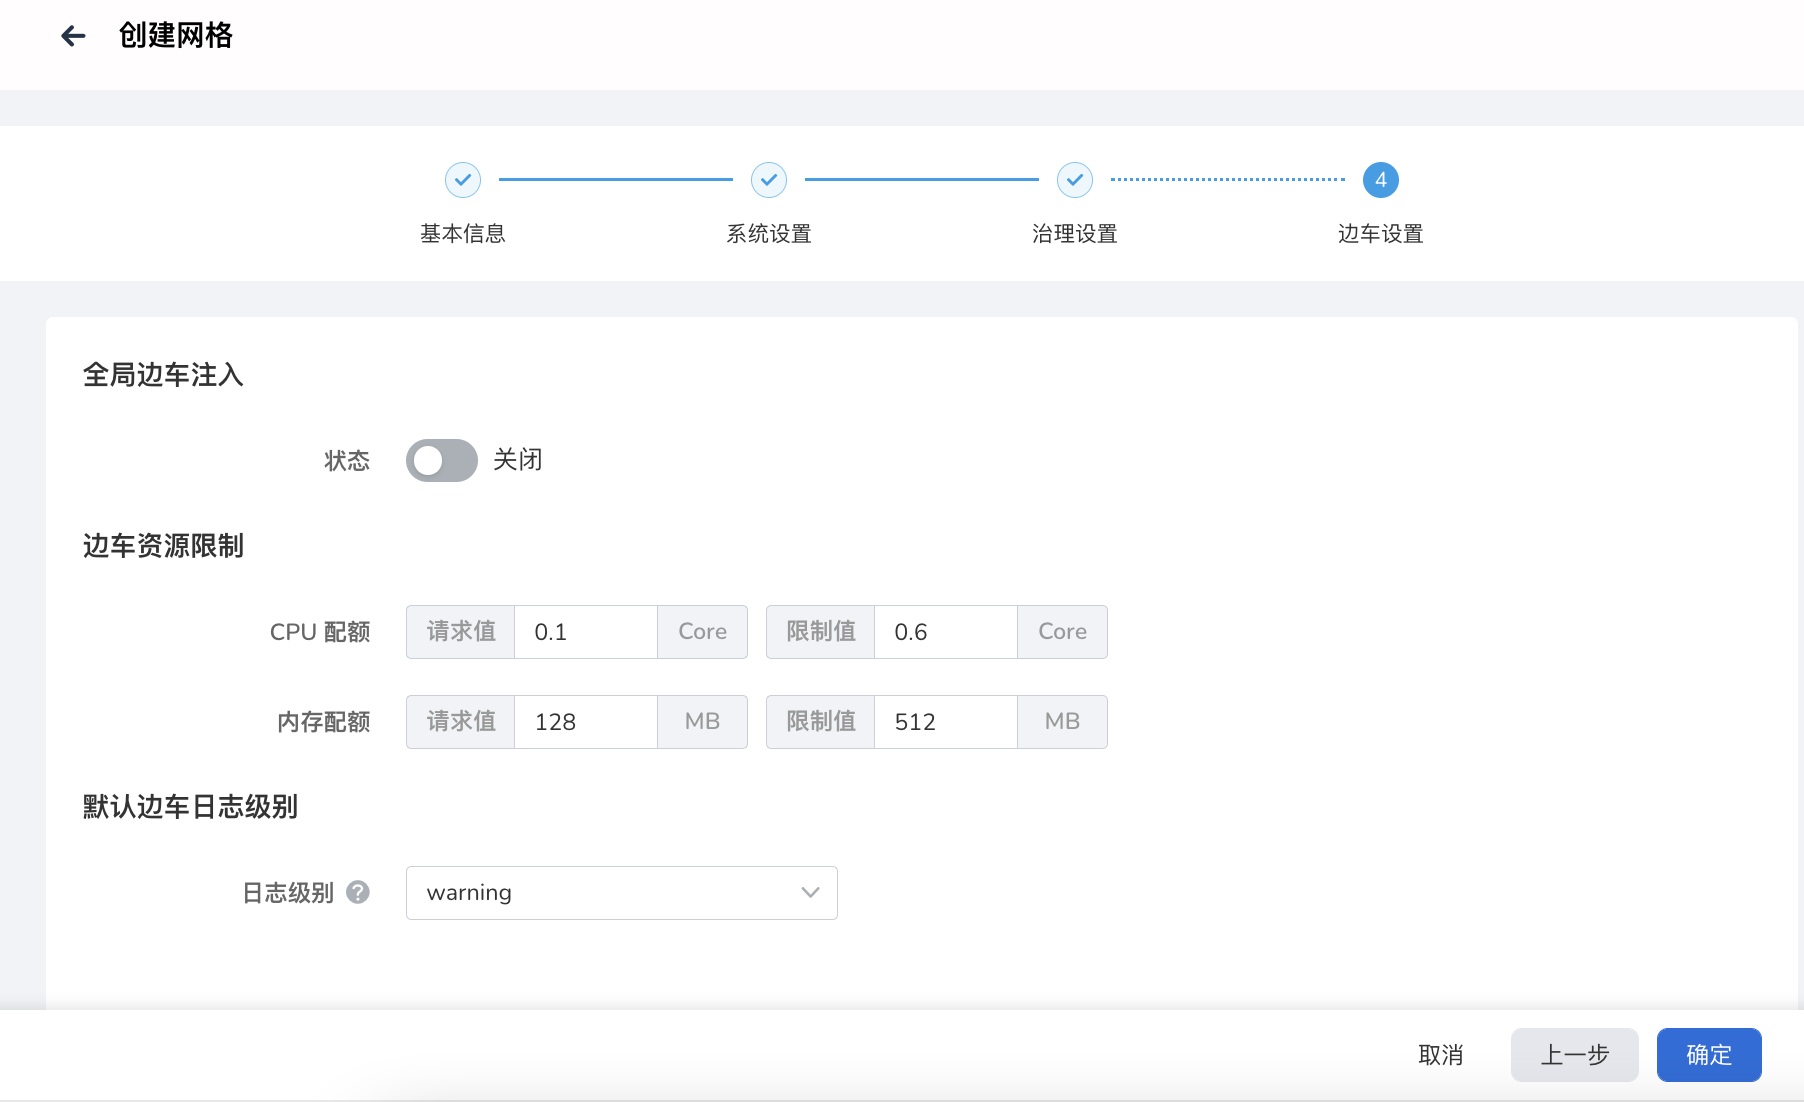 创建网格
4
基本信息 系统设置 治理设置 边车设置
全局边车注入
状态 关闭
边车资源限制
CPU 配额 请求值 0.1 Core 限制值 0.6 Core
内存配额 请求值 128 MB 限制值 512 MB
默认边车日志级别
日志级别 ? warning
取消 上一步 确定